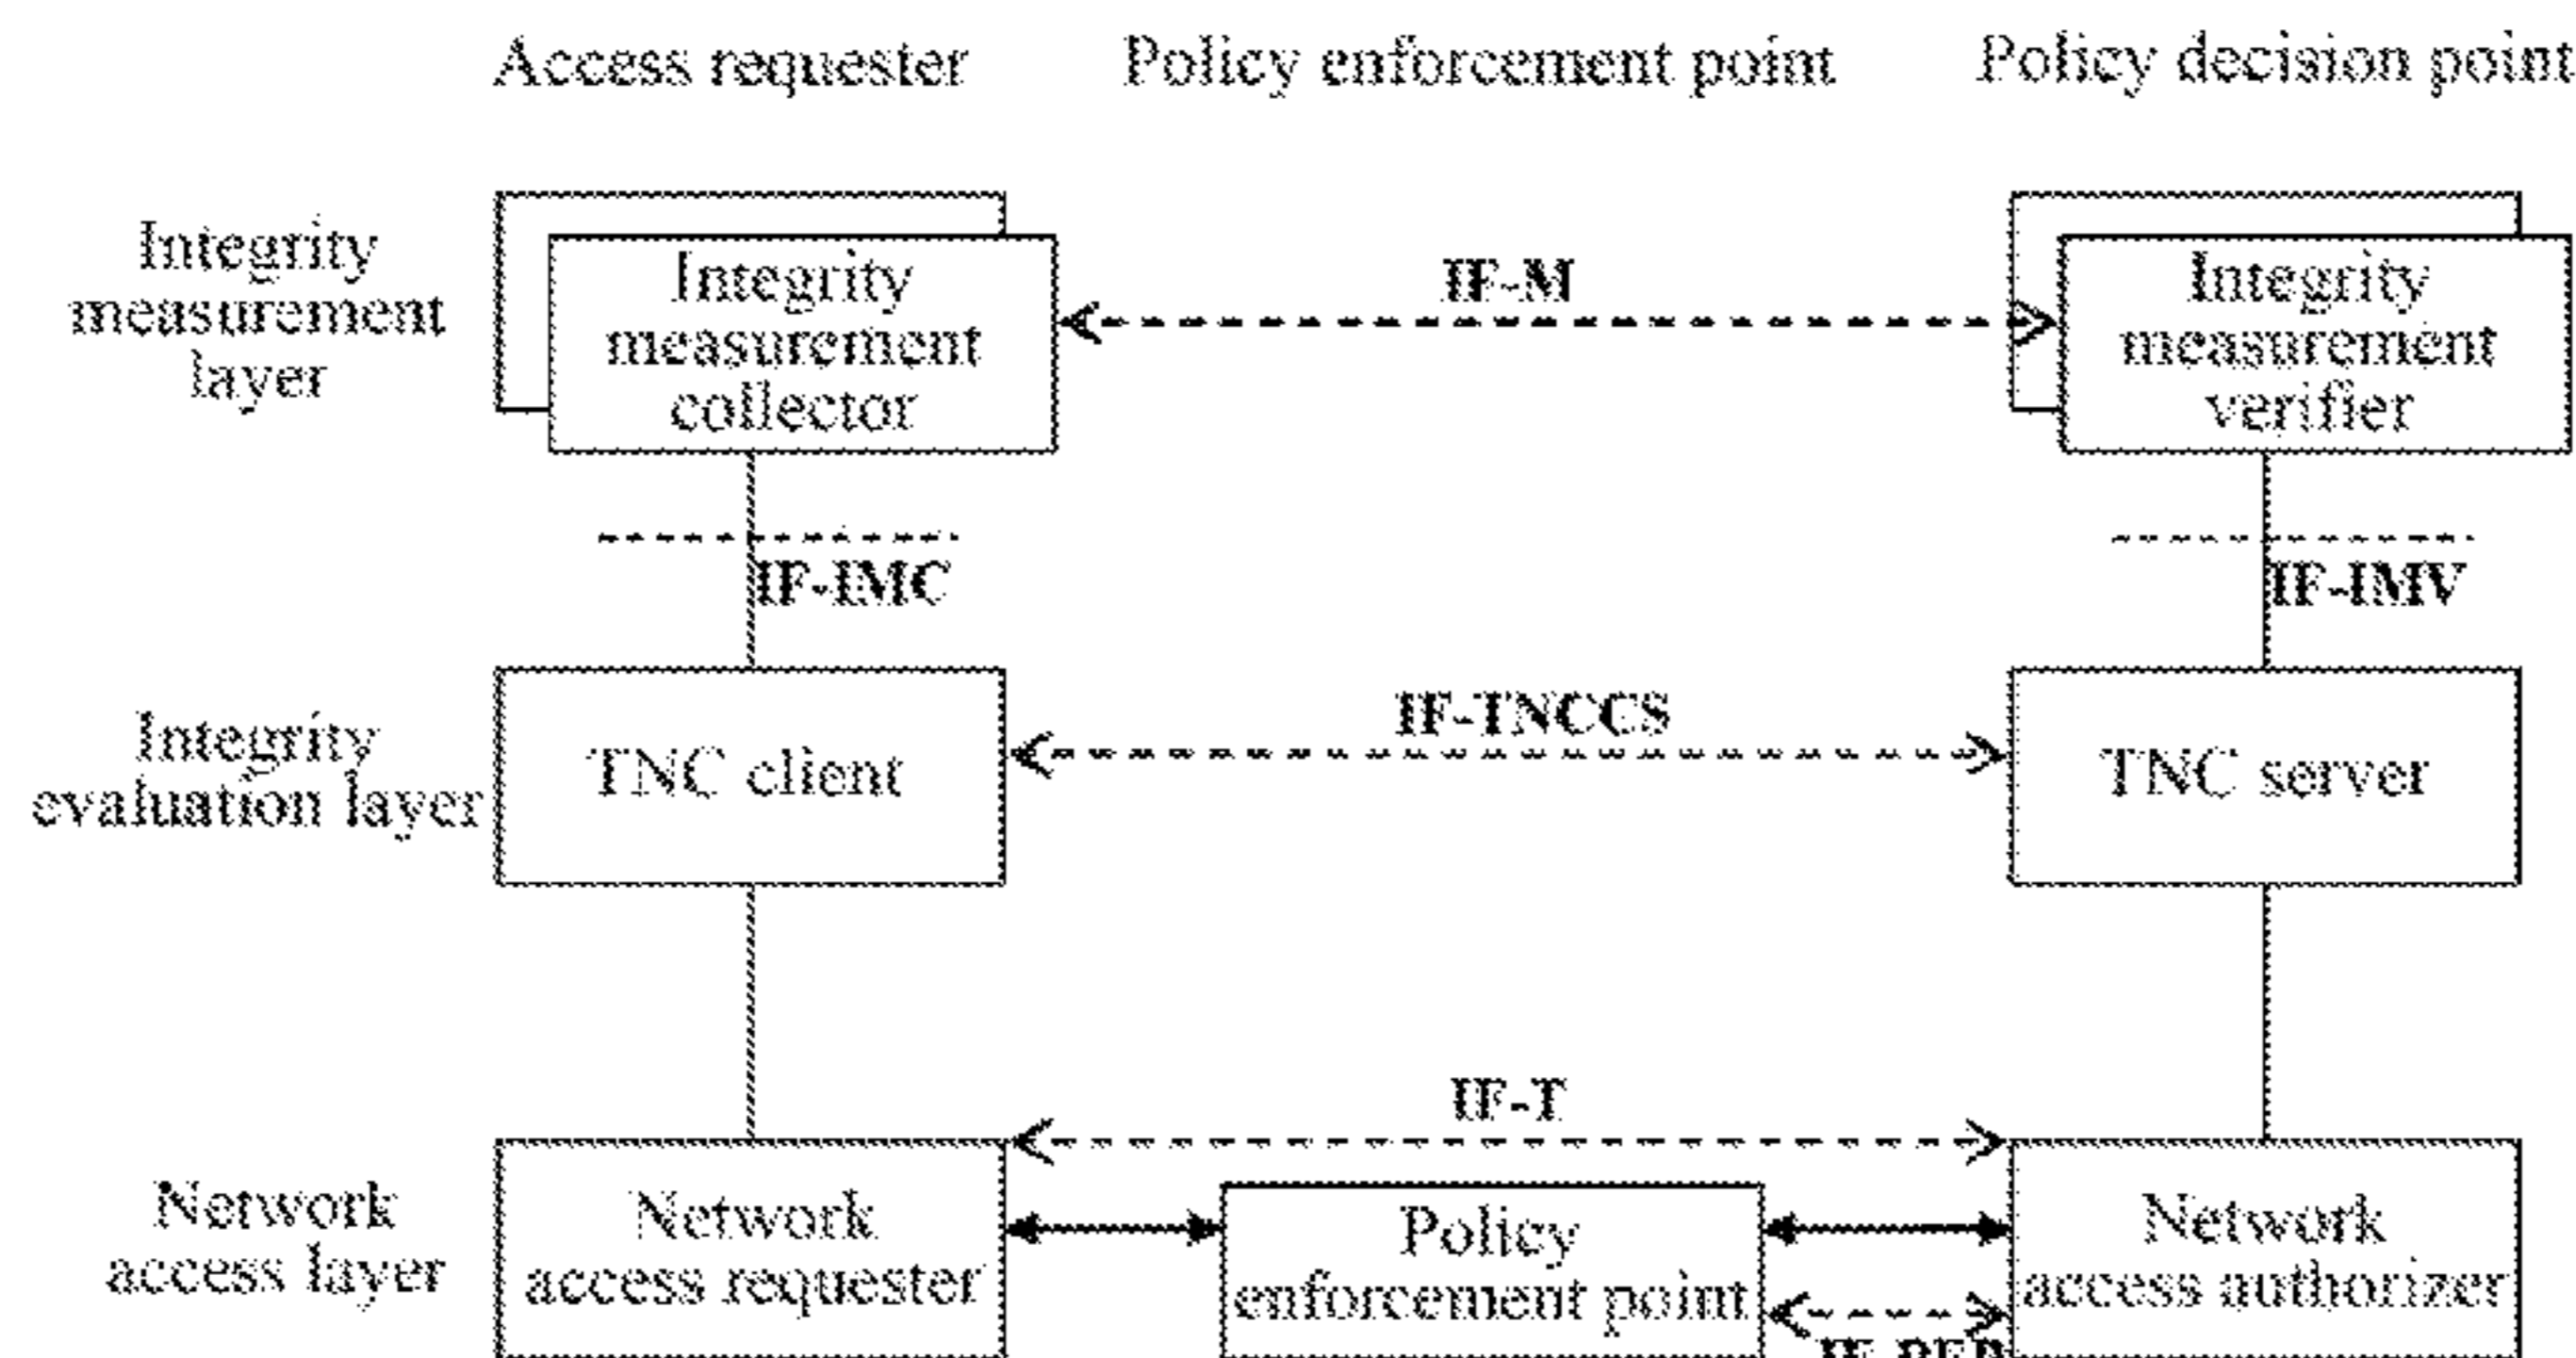 Access requester
Policy enforcement point
Policy decision point
Integrity
measurement
layer
Integrity
measurement
collector
IF-M
Integrity
measurement
verifier
IF-IMC
IF-IMV
Integrity
evaluation layer
TNC client
IF-TNCCS
TNC server
IF-T
Network
access layer
Network
access requester
Policy
enforcement point
Network
access authorizer
IF-PEP